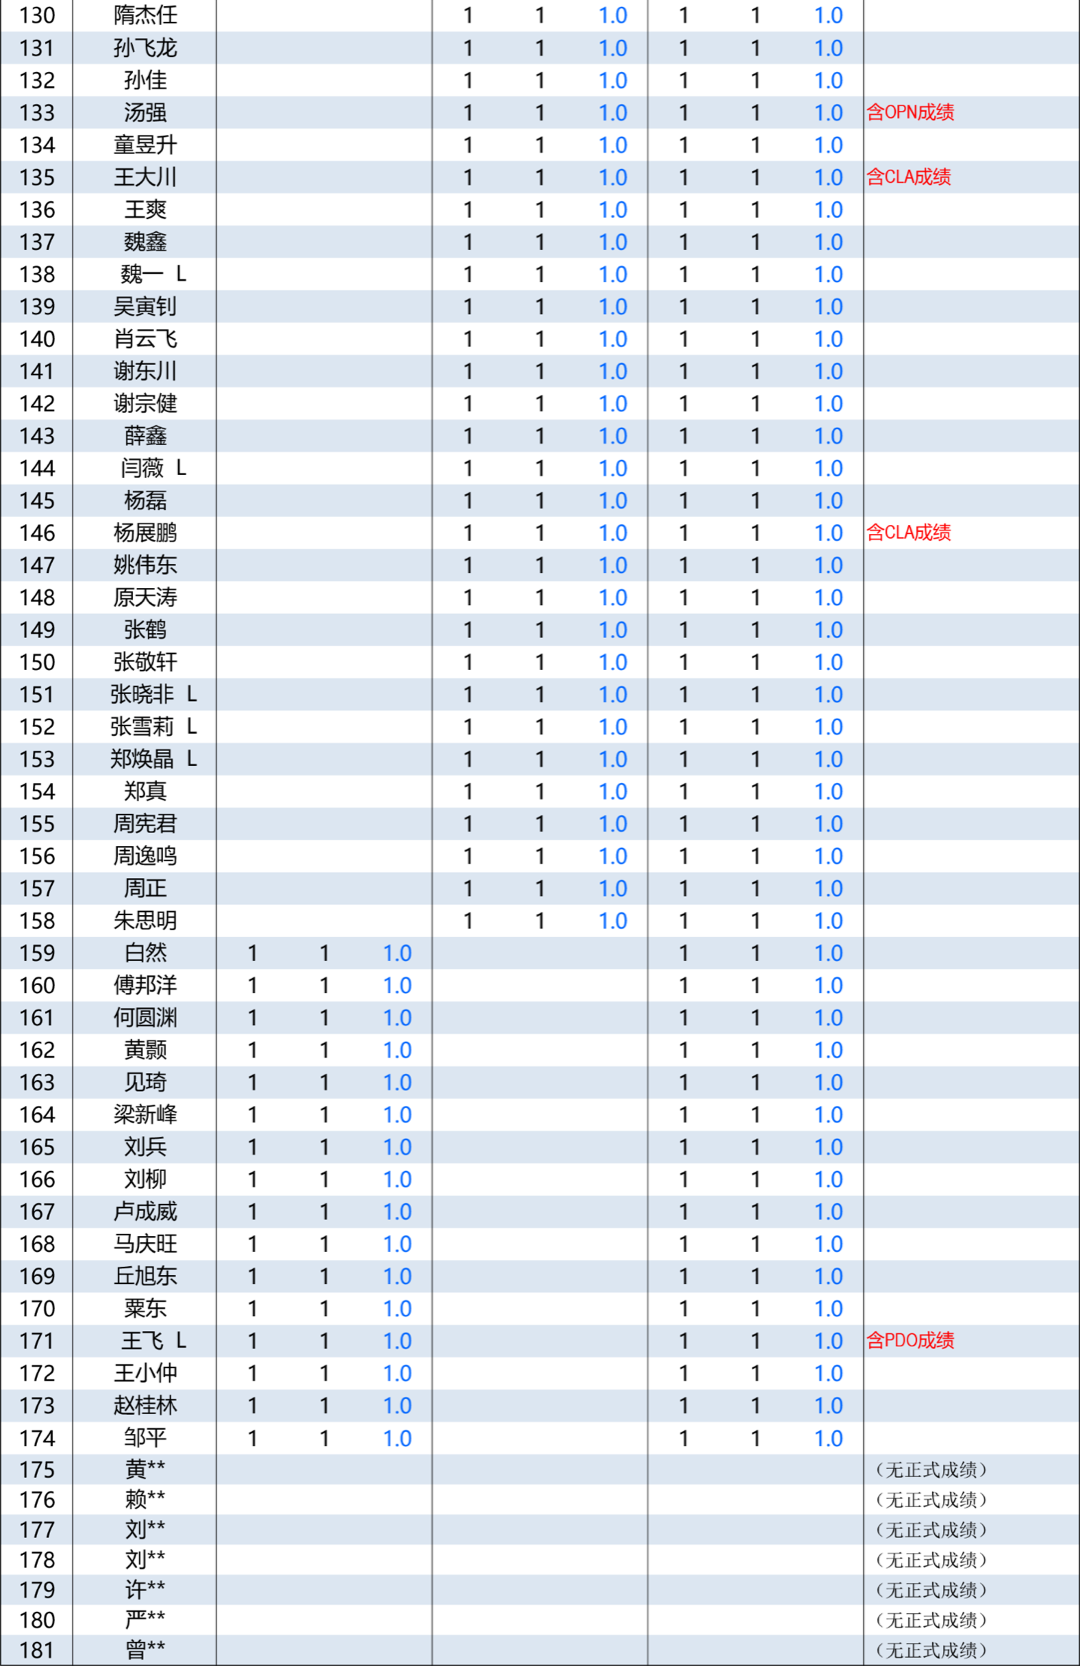 130 隋杰任 1 1 1.0 1 1 1.0
131 孙飞龙 1 1 1.0 1 1 1.0
132 孙佳 1 1 1.0 1 1 1.0
133 汤强 1 1 1.0 1 1 1.0 含OPN成绩
134 童昱升 1 1 1.0 1 1 1.0
135 王大川 1 1 1.0 1 1 1.0 含CLA成绩
136 王爽 1 1 1.0 1 1 1.0
137 魏鑫 1 1 1.0 1 1 1.0
138 魏一 L 1 1 1.0 1 1 1.0
139 吴寅钊 1 1 1.0 1 1 1.0
140 肖云飞 1 1 1.0 1 1 1.0
141 谢东川 1 1 1.0 1 1 1.0
142 谢宗健 1 1 1.0 1 1 1.0
143 薛鑫 1 1 1.0 1 1 1.0
144 闫薇 L 1 1 1.0 1 1 1.0
145 杨磊 1 1 1.0 1 1 1.0
146 杨展鹏 1 1 1.0 1 1 1.0 含CLA成绩
147 姚伟东 1 1 1.0 1 1 1.0
148 原天涛 1 1 1.0 1 1 1.0
149 张鹤 1 1 1.0 1 1 1.0
150 张敬轩 1 1 1.0 1 1 1.0
151 张晓非 L 1 1 1.0 1 1 1.0
152 张雪莉 L 1 1 1.0 1 1 1.0
153 郑焕晶 L 1 1 1.0 1 1 1.0
154 郑真 1 1 1.0 1 1 1.0
155 周宪君 1 1 1.0 1 1 1.0
156 周逸鸣 1 1 1.0 1 1 1.0
157 周正 1 1 1.0 1 1 1.0
158 朱思明 1 1 1.0 1 1 1.0
159 白然 1 1 1.0 1 1 1.0
160 傅邦洋 1 1 1.0 1 1 1.0
161 何圆渊 1 1 1.0 1 1 1.0
162 黄颢 1 1 1.0 1 1 1.0
163 见琦 1 1 1.0 1 1 1.0
164 梁新峰 1 1 1.0 1 1 1.0
165 刘兵 1 1 1.0 1 1 1.0
166 刘柳 1 1 1.0 1 1 1.0
167 卢成威 1 1 1.0 1 1 1.0
168 马庆旺 1 1 1.0 1 1 1.0
169 丘旭东 1 1 1.0 1 1 1.0
170 粟东 1 1 1.0 1 1 1.0
171 王飞 L 1 1 1.0 1 1 1.0 含PDO成绩
172 王小仲 1 1 1.0 1 1 1.0
173 赵桂林 1 1 1.0 1 1 1.0
174 邹平 1 1 1.0 1 1 1.0
175 黄** （无正式成绩）
176 赖** （无正式成绩）
177 刘** （无正式成绩）
178 刘** （无正式成绩）
179 许** （无正式成绩）
180 严** （无正式成绩）
181 曾** （无正式成绩）